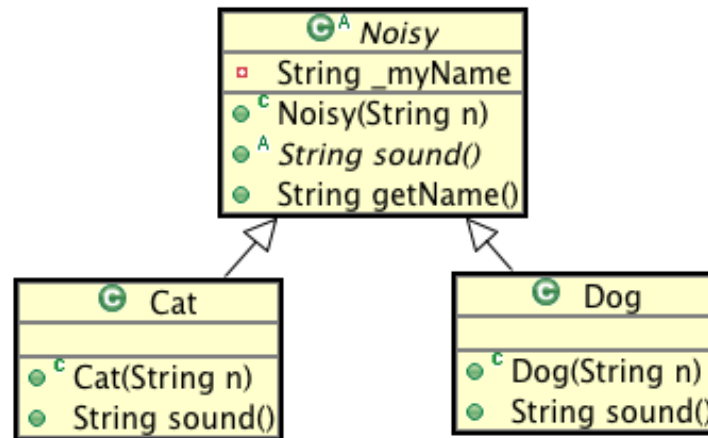 C A Noisy
String _myName
C Noisy(String n)
A String sound()
String getName()
C Cat
C Cat(String n)
String sound()
C Dog
C Dog(String n)
String sound()